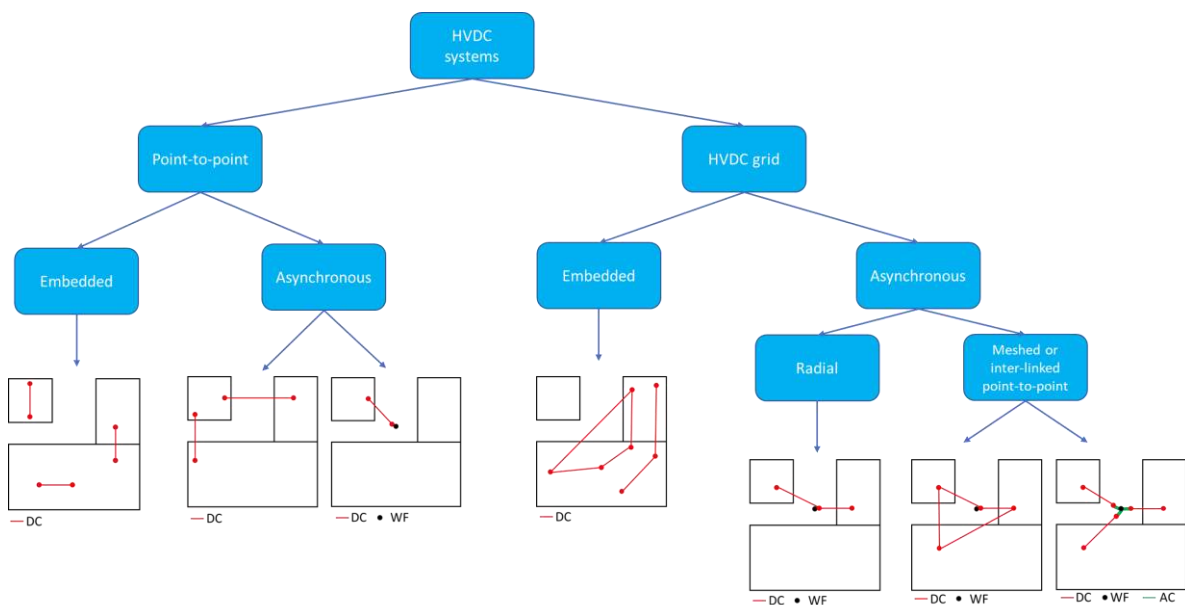 HVDC
systems
Point-to-point
HVDC grid
Embedded
Asynchronous
Embedded
Asynchronous
Radial
Meshed or
inter-linked
point-to-point
DC
DC
DC WF
DC
DC WF
DC WF
DC WF AC